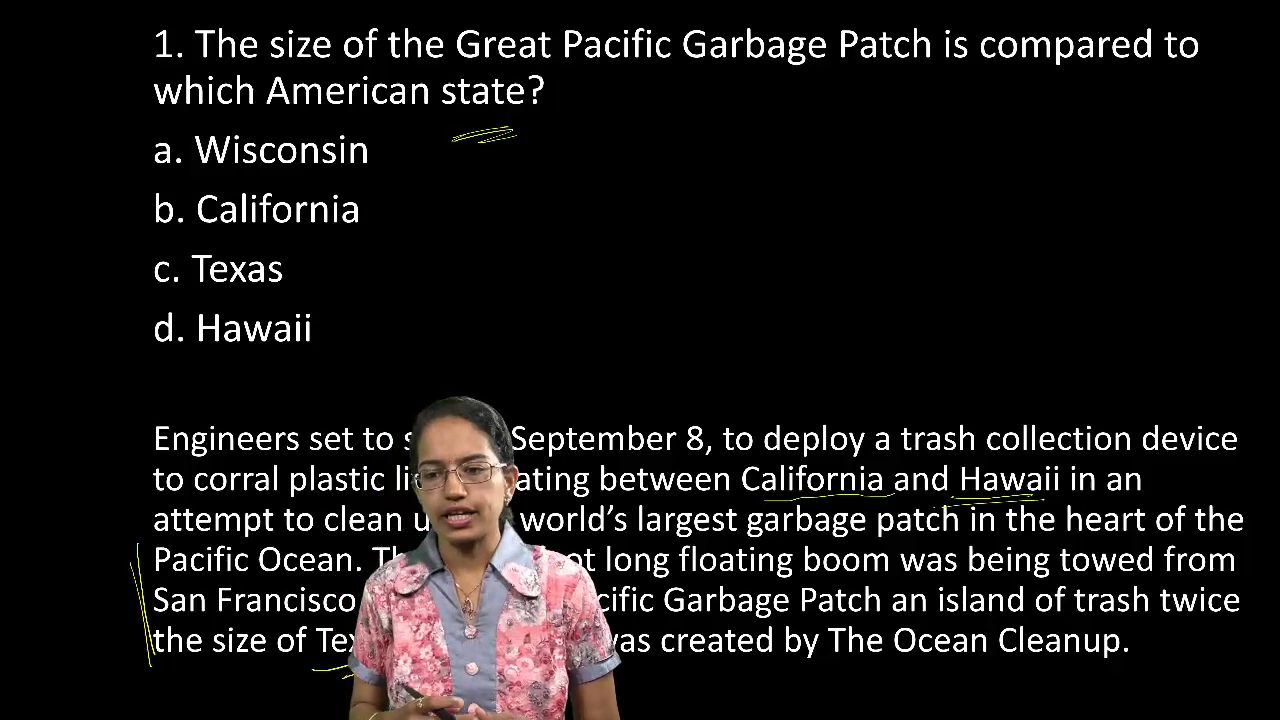 1. The size of the Great Pacific Garbage Patch is compared to
which American state?
a. Wisconsin
b. California
c. Texas
d. Hawaii
Engineers set to September 8, to deploy a trash collection device
to corral plastic between California and Hawaii in an
attempt to clean world’s largest garbage patch in the heart of the
Pacific Ocean. long floating boom was being towed from
San Francisco Garbage Patch an island of trash twice
the size of was created by The Ocean Cleanup.